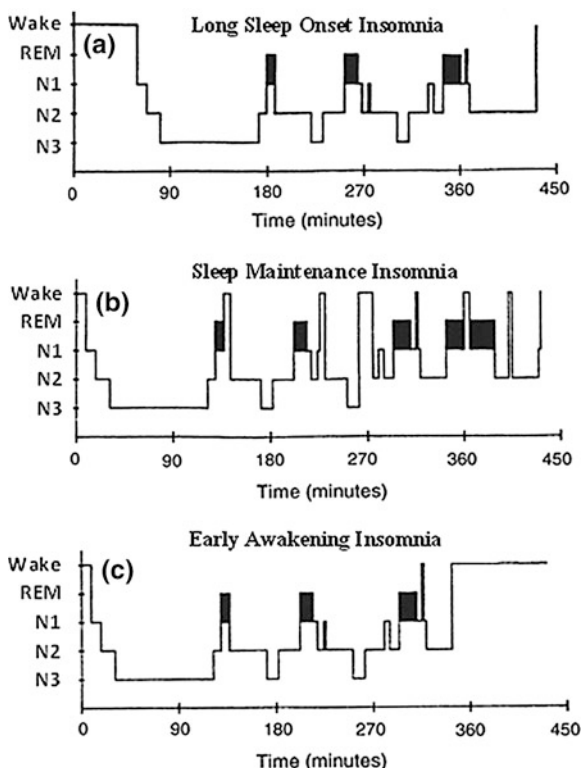 (a) Long Sleep Onset Insomnia
Wake
REM
N1
N2
N3
0 90 180 270 360 450
Time (minutes)
(b) Sleep Maintenance Insomnia
Wake
REM
N1
N2
N3
0 90 180 270 360 450
Time (minutes)
(c) Early Awakening Insomnia
Wake
REM
N1
N2
N3
0 90 180 270 360 450
Time (minutes)